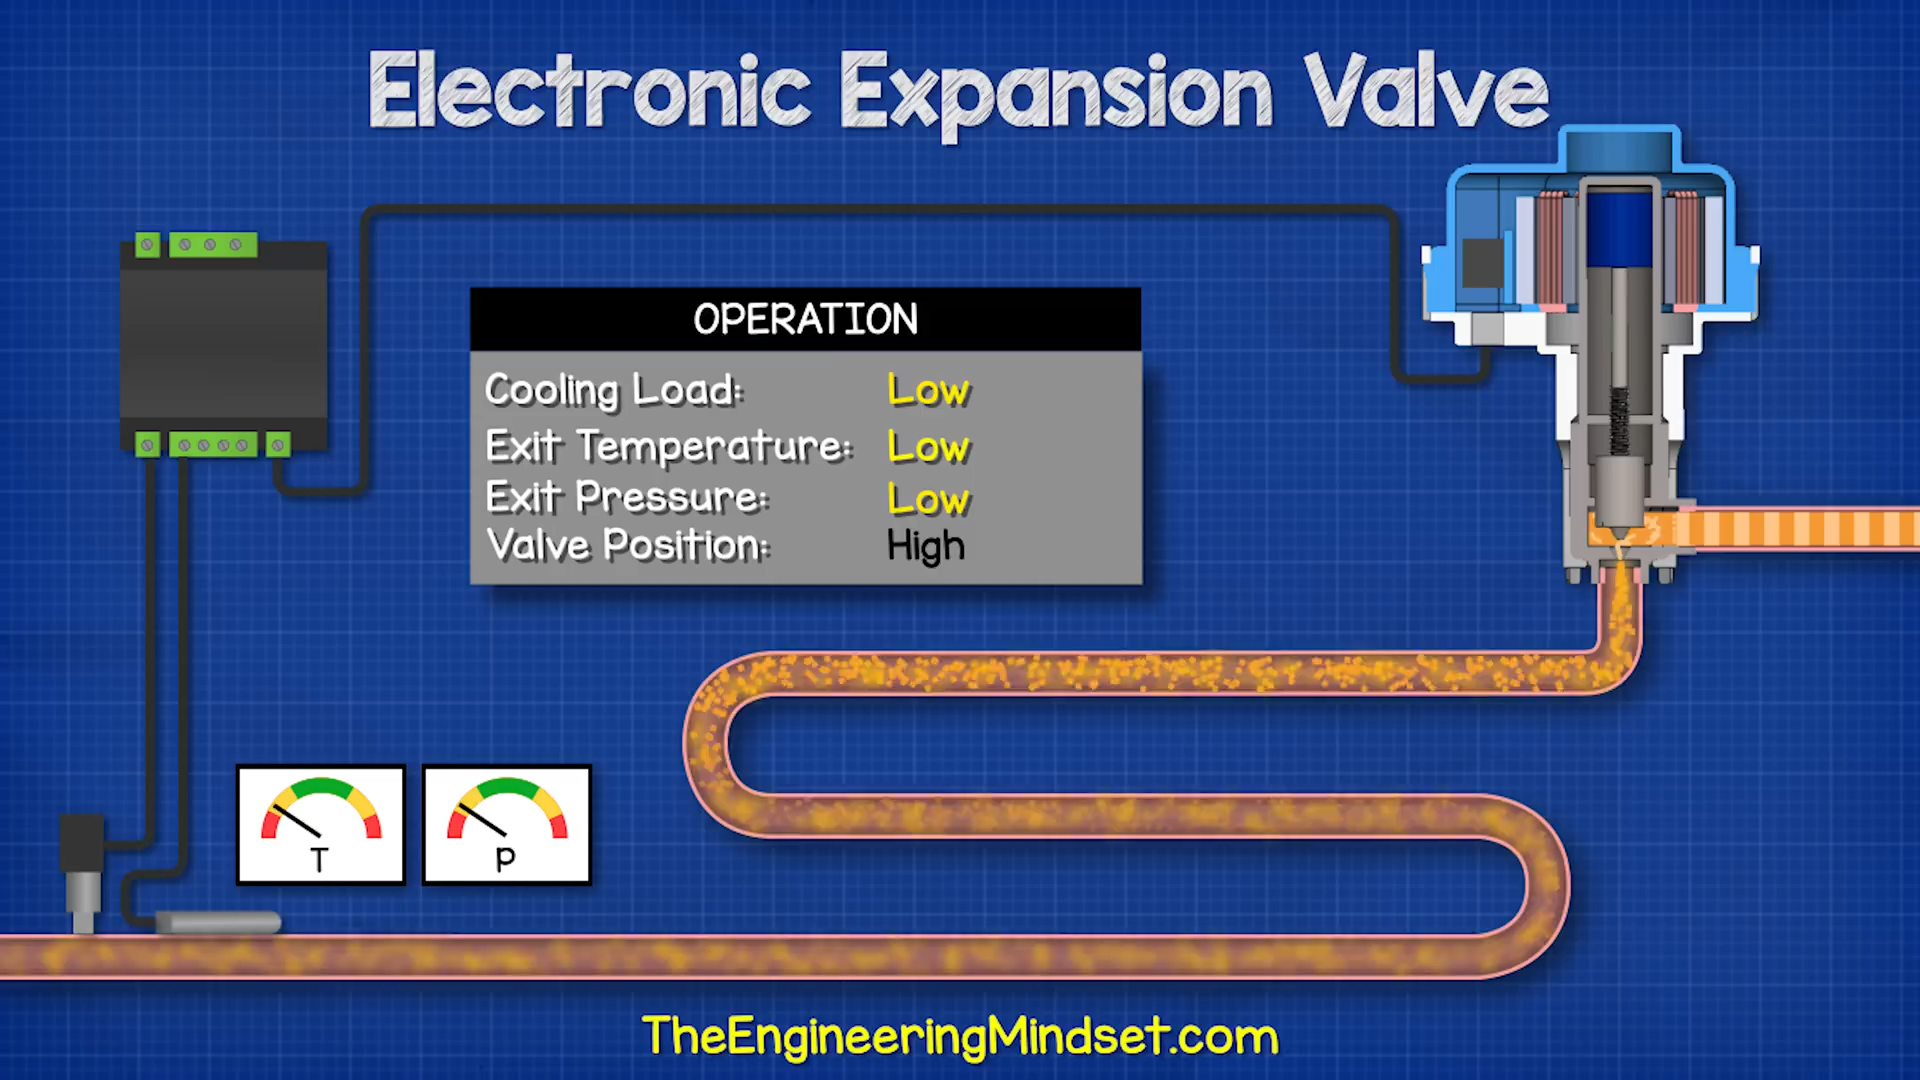 Electronic Expansion Valve
OPERATION
Cooling Load: Low
Exit Temperature: Low
Exit Pressure: Low
Valve Position: High
T
P
TheEngineeringMindset.com